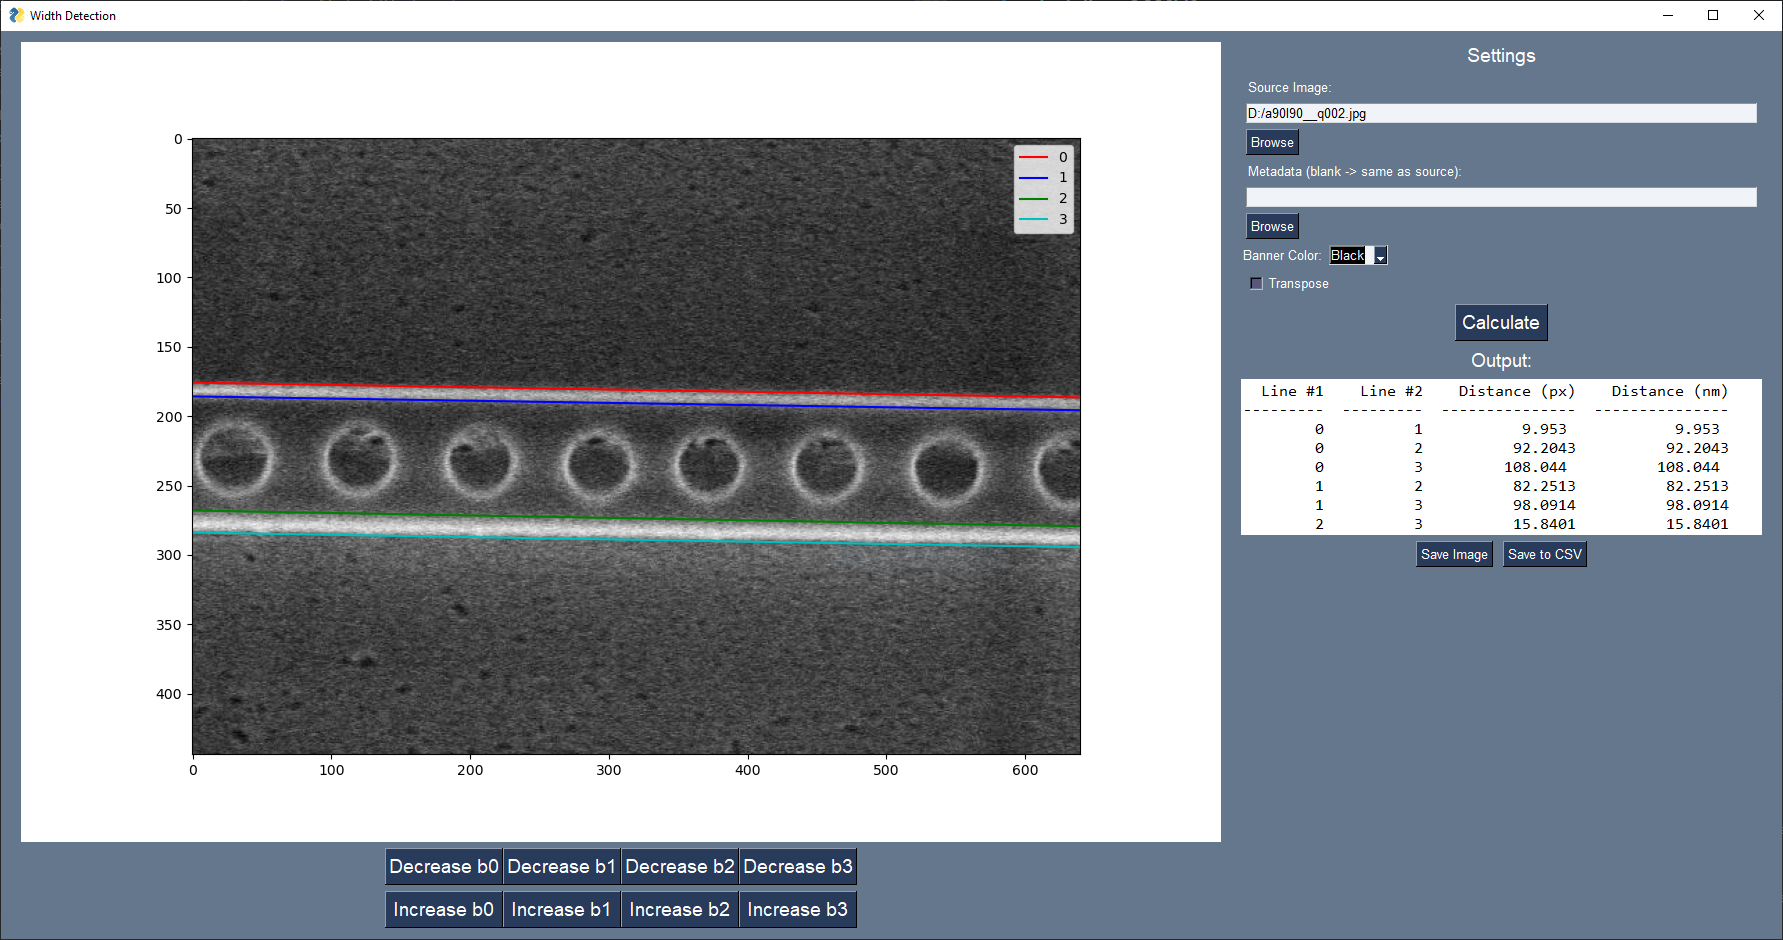 Width Detection
0
50
100
150
200
250
300
350
400
0 100 200 300 400 500 600
0
1
2
3
Decrease b0 Decrease b1 Decrease b2 Decrease b3
Increase b0 Increase b1 Increase b2 Increase b3
Settings
Source Image:
D:/a90l90__q002.jpg
Browse
Metadata (blank -> same as source):
Browse
Banner Color: Black
Transpose
Calculate
Output:
Line #1 Line #2 Distance (px) Distance (nm)
--------- --------- --------------- ---------------
0 1 9.953 9.953
0 2 92.2043 92.2043
0 3 108.044 108.044
1 2 82.2513 82.2513
1 3 98.0914 98.0914
2 3 15.8401 15.8401
Save Image Save to CSV